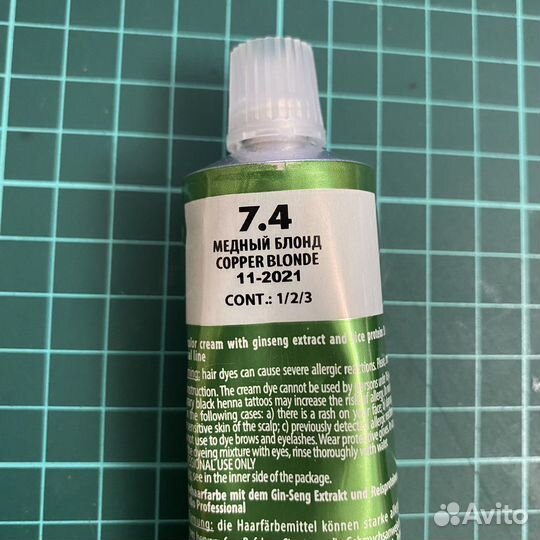 7.4
МЕДНЫЙ БЛОНД
COPPER BLONDE
11-2021
CONT.: 1/2/3
color cream with ginseng extract and rice protein.
line
hair dyes can cause severe allergic reactions.
The cream dye cannot be used by persons
black henna tattoos may increase the risk of
the following cases: a) there is a rash on your face
sensitive skin of the scalp; c) previously detected
use to dye brows and eyelashes. Wear protective
dyeing mixture with eyes, rinse thoroughly with water.
USE ONLY
see in the inner side of the package.
mit dem Gin-Seng Extrakt und
Professional
die Haarfärbemittel können starke
Avito